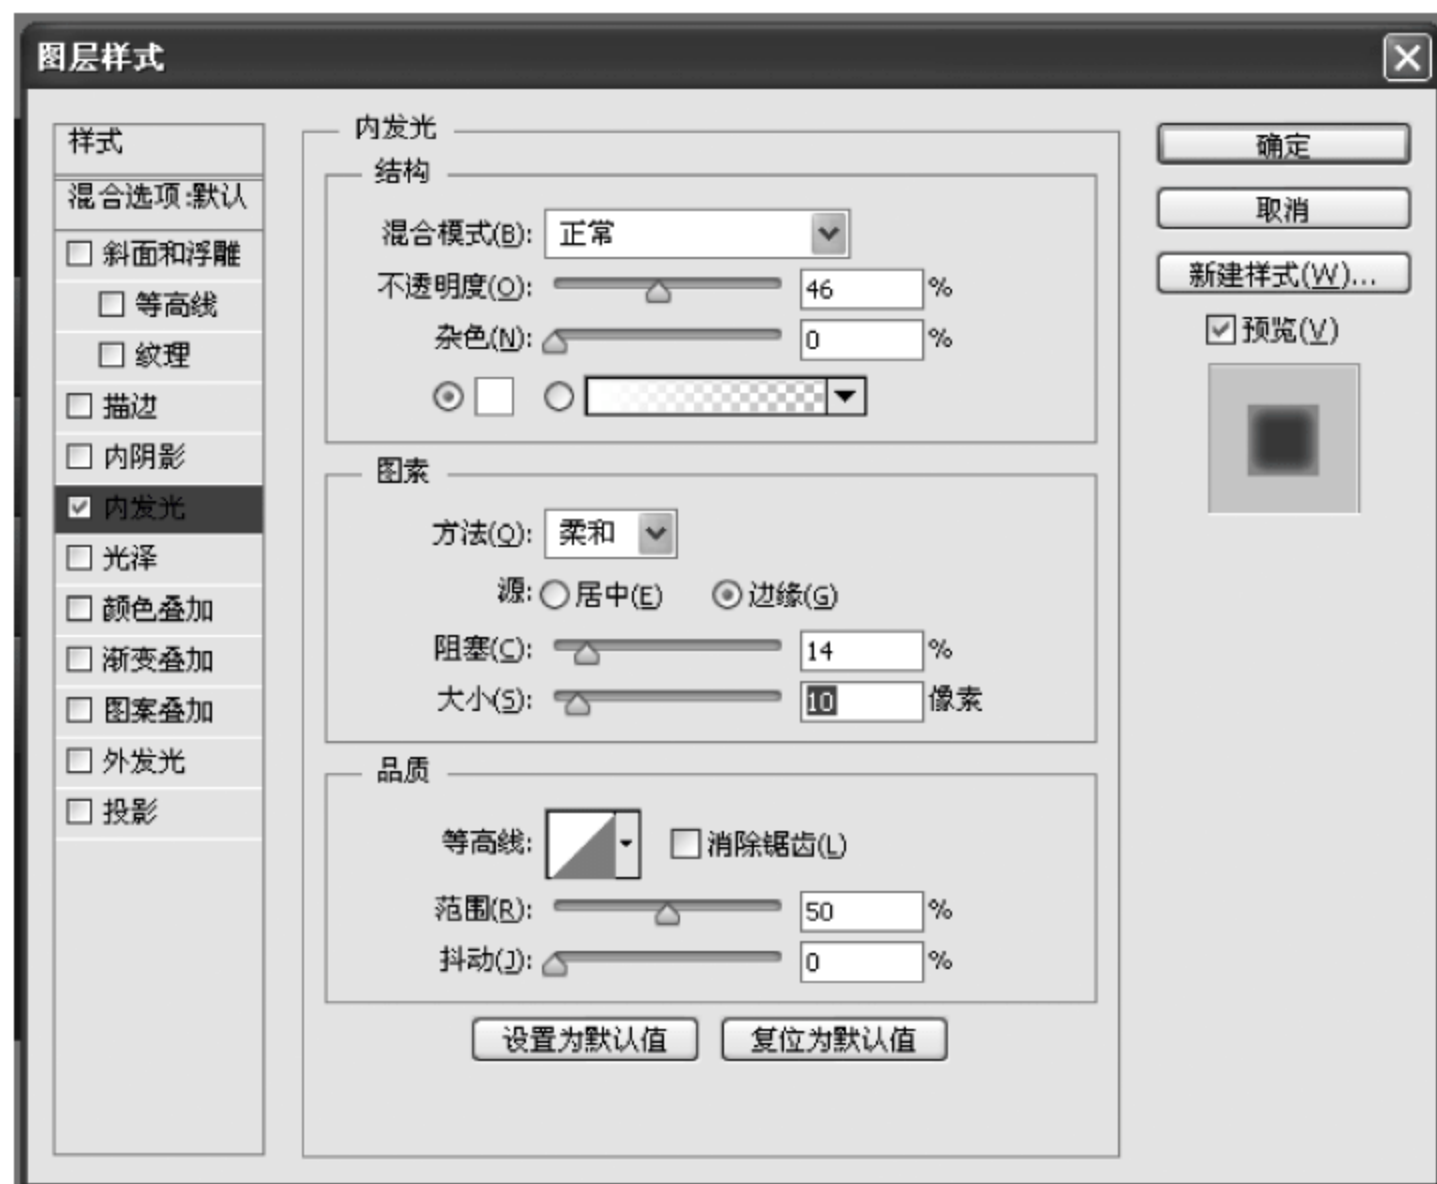 图层样式
样式
混合选项:默认
斜面和浮雕
等高线
纹理
描边
内阴影
内发光
光泽
颜色叠加
渐变叠加
图案叠加
外发光
投影
内发光
结构
混合模式(B): 正常
不透明度(O): 46 %
杂色(N): 0 %
图素
方法(Q): 柔和
源: 居中(E) 边缘(G)
阻塞(C): 14 %
大小(S): 10 像素
品质
等高线: 消除锯齿(L)
范围(R): 50 %
抖动(J): 0 %
设置为默认值 复位为默认值
确定
取消
新建样式(W)...
预览(V)